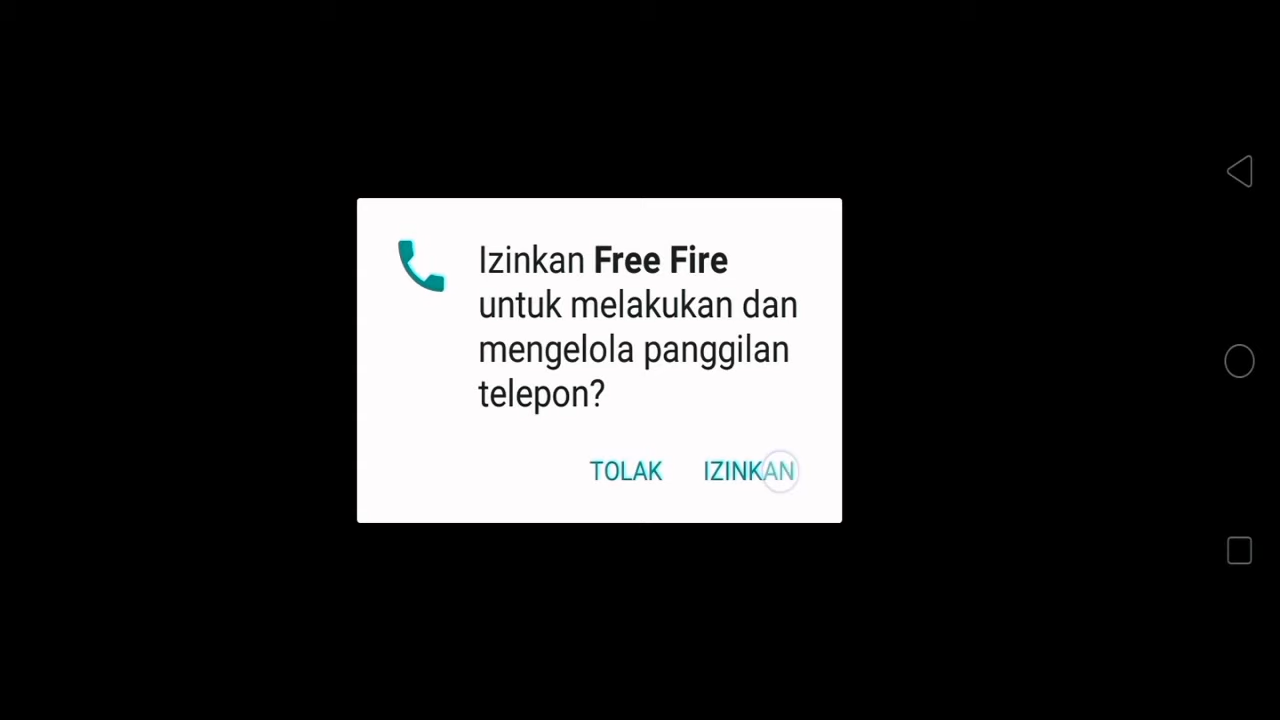 Izinkan Free Fire
untuk melakukan dan
mengelola panggilan
telepon?
TOLAK IZINKAN